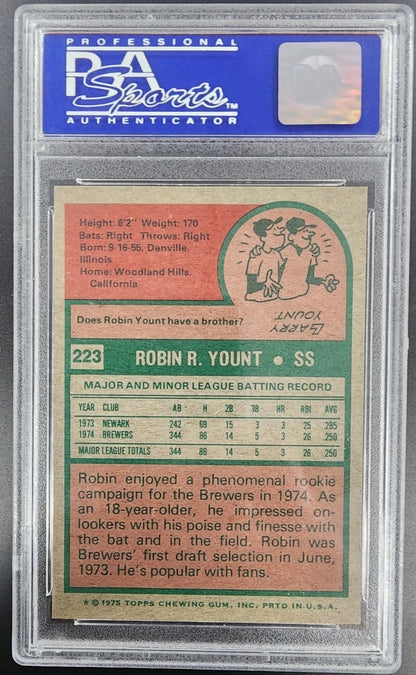 PROFESSIONAL
PSA
Sports™
AUTHENTICATOR
Height: 6'2" Weight: 170
Bats: Right Throws: Right
Born: 9-16-55, Danville,
Illinois
Home: Woodland Hills,
California
Does Robin Yount have a brother?
LARRY
YOUNT
223 ROBIN R. YOUNT • SS
MAJOR AND MINOR LEAGUE BATTING RECORD
YEAR CLUB AB H 2B 3B HR RBI AVG
1973 NEWARK 242 69 15 3 3 25 .285
1974 BREWERS 344 86 14 5 3 26 .250
MAJOR LEAGUE TOTALS 344 86 14 5 3 26 .250
Robin enjoyed a phenomenal rookie
campaign for the Brewers in 1974. As
an 18-year-older, he impressed on-
lookers with his poise and finesse with
the bat and in the field. Robin was
Brewers' first draft selection in June,
1973. He's popular with fans.
★ © 1975 TOPPS CHEWING GUM, INC. PRTD IN U.S.A.